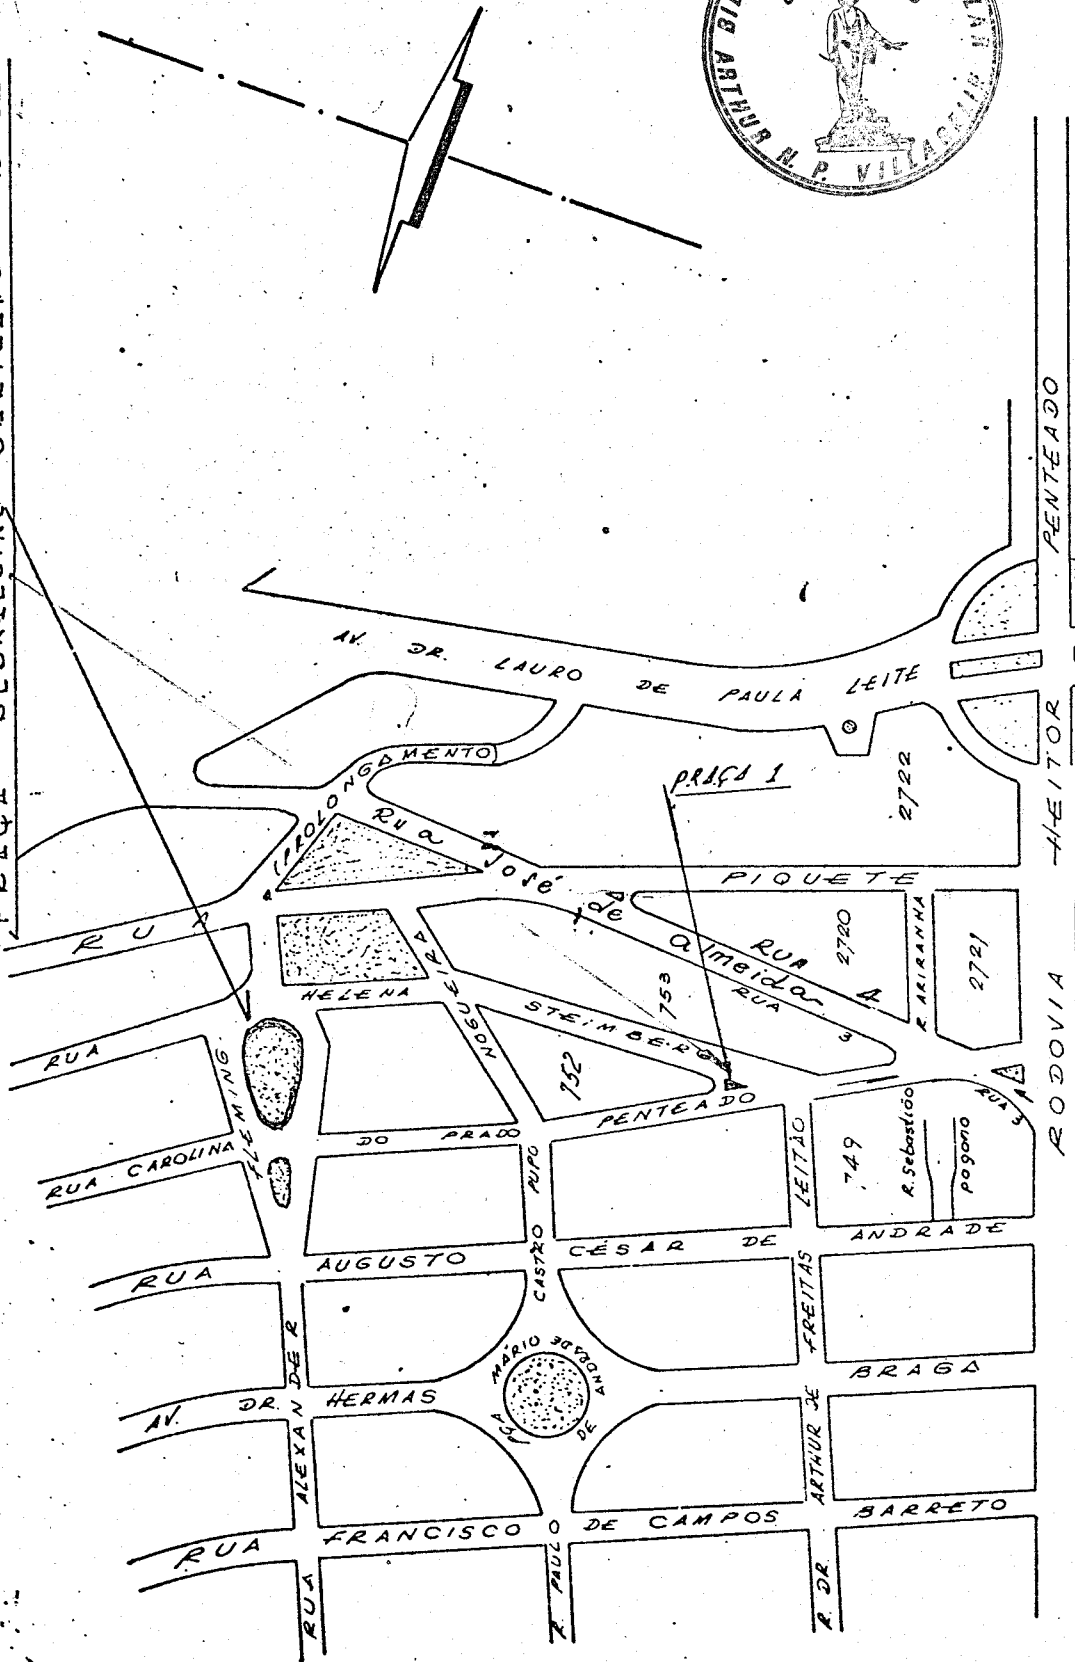 ARTHUR N. P.
AV. DR. LAURO DE PAULA LEITE
PENTEADO
HEITOR
RODOVIA
(PROLONGAMENTO)
PRAÇA 1
2722
Rua José de Almeida
PIQUETE
RUA 4
2720
R. ARIRANHA
2721
753
RUA 3
RUA
HELENA
NOGUEIRA
STEIMBERG
752
PENTEADO
RUA
FLEMING
DO PRADO
RUA CAROLINA
PUPO
LEITÃO
749
R. Sebastião
pogano
RUA 3
RUA AUGUSTO CÉSAR DE ANDRADE
CASTRO
FREITAS
PÇA MÁRIO DE ANDRADE
AV. DR. HERMAS BRAGA
ALEXANDER
ARTHUR DE
RUA FRANCISCO DE CAMPOS BARRETO
RUA
R. PAULO
R. DR.